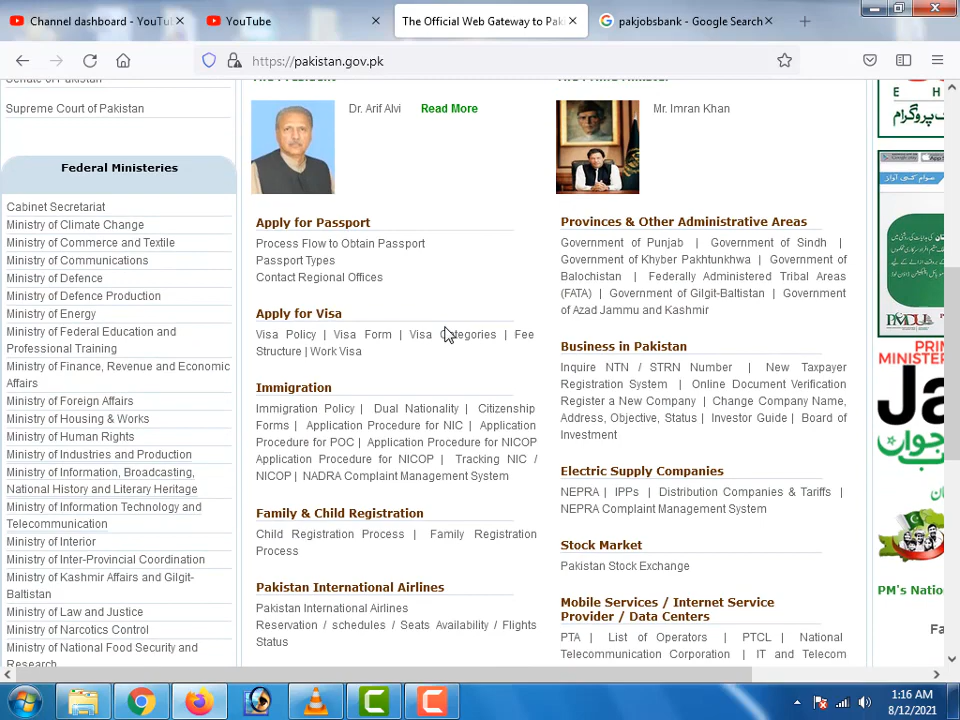 Channel dashboard - YouTu
YouTube
The Official Web Gateway to Pak
pakjobsbank - Google Search
https://pakistan.gov.pk
Senate of Pakistan
Supreme Court of Pakistan
Federal Ministeries
Cabinet Secretariat
Ministry of Climate Change
Ministry of Commerce and Textile
Ministry of Communications
Ministry of Defence
Ministry of Defence Production
Ministry of Energy
Ministry of Federal Education and
Professional Training
Ministry of Finance, Revenue and Economic
Affairs
Ministry of Foreign Affairs
Ministry of Housing & Works
Ministry of Human Rights
Ministry of Industries and Production
Ministry of Information, Broadcasting,
National History and Literary Heritage
Ministry of Information Technology and
Telecommunication
Ministry of Interior
Ministry of Inter-Provincial Coordination
Ministry of Kashmir Affairs and Gilgit-
Baltistan
Ministry of Law and Justice
Ministry of Narcotics Control
Ministry of National Food Security and
Research
Dr. Arif Alvi Read More
Apply for Passport
Process Flow to Obtain Passport
Passport Types
Contact Regional Offices
Apply for Visa
Visa Policy | Visa Form | Visa Categories | Fee
Structure | Work Visa
Immigration
Immigration Policy | Dual Nationality | Citizenship
Forms | Application Procedure for NIC | Application
Procedure for POC | Application Procedure for NICOP
Application Procedure for NICOP | Tracking NIC /
NICOP | NADRA Complaint Management System
Family & Child Registration
Child Registration Process | Family Registration
Process
Pakistan International Airlines
Pakistan International Airlines
Reservation / schedules / Seats Availability / Flights
Status
Mr. Imran Khan
Provinces & Other Administrative Areas
Government of Punjab | Government of Sindh |
Government of Khyber Pakhtunkhwa | Government of
Balochistan | Federally Administered Tribal Areas
(FATA) | Government of Gilgit-Baltistan | Government
of Azad Jammu and Kashmir
Business in Pakistan
Inquire NTN / STRN Number | New Taxpayer
Registration System | Online Document Verification
Register a New Company | Change Company Name,
Address, Objective, Status | Investor Guide | Board of
Investment
Electric Supply Companies
NEPRA | IPPs | Distribution Companies & Tariffs |
NEPRA Complaint Management System
Stock Market
Pakistan Stock Exchange
Mobile Services / Internet Service
Provider / Data Centers
PTA | List of Operators | PTCL | National
Telecommunication Corporation | IT and Telecom
E H
پروگرام
PMDU
PRI
MINISTER
Ja
جوان
PM's Natio
Fa
1:16 AM
8/12/2021